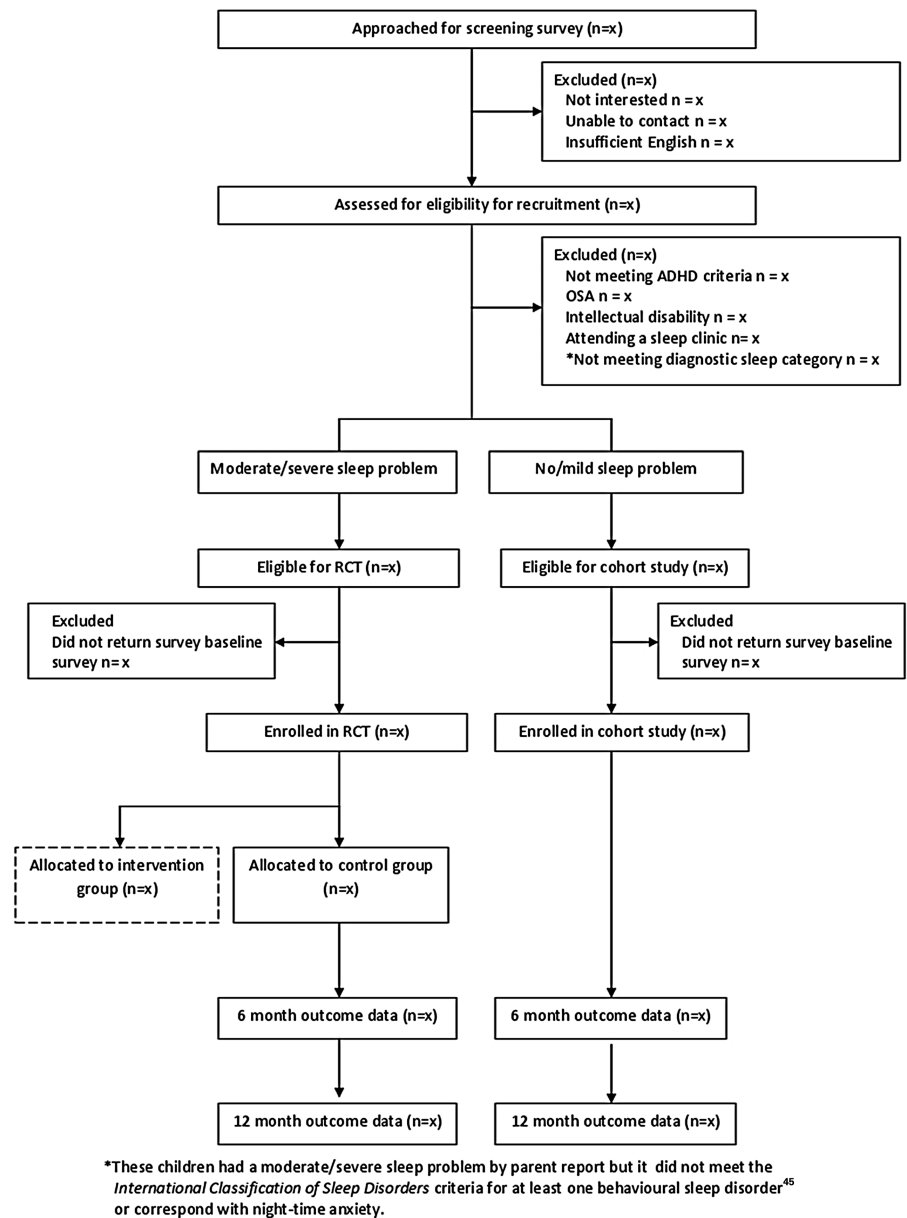 Approached for screening survey (n=x)
Excluded (n=x)
Not interested n = x
Unable to contact n = x
Insufficient English n = x
Assessed for eligibility for recruitment (n=x)
Excluded (n=x)
Not meeting ADHD criteria n = x
OSA n = x
Intellectual disability n = x
Attending a sleep clinic n= x
*Not meeting diagnostic sleep category n = x
Moderate/severe sleep problem
No/mild sleep problem
Eligible for RCT (n=x)
Eligible for cohort study (n=x)
Excluded
Did not return survey baseline
survey n= x
Excluded
Did not return survey baseline
survey n= x
Enrolled in RCT (n=x)
Enrolled in cohort study (n=x)
Allocated to intervention
group (n=x)
Allocated to control group
(n=x)
6 month outcome data (n=x)
6 month outcome data (n=x)
12 month outcome data (n=x)
12 month outcome data (n=x)
*These children had a moderate/severe sleep problem by parent report but it did not meet the
International Classification of Sleep Disorders criteria for at least one behavioural sleep disorder45
or correspond with night-time anxiety.